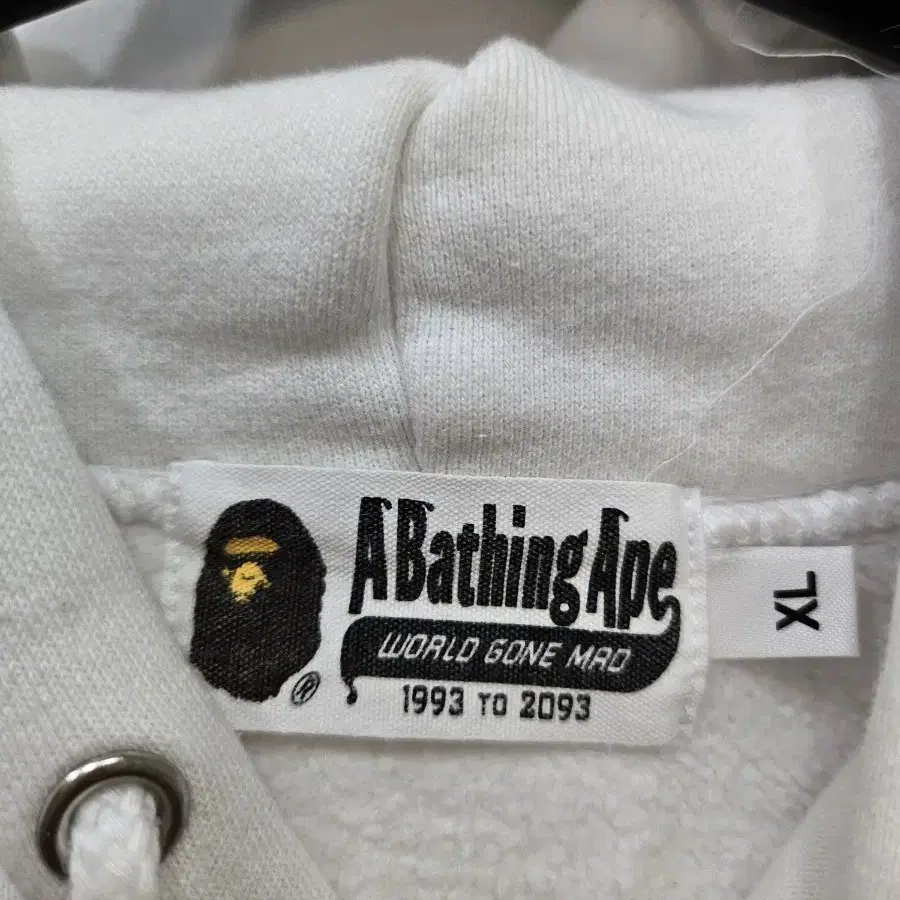 A Bathing Ape
WORLD GONE MAD
1993 TO 2093
®
XL